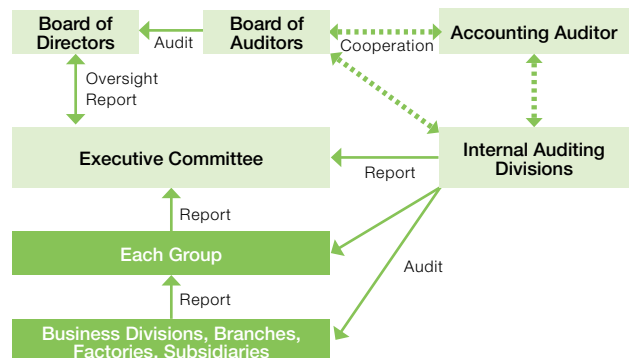 Board of
Directors
Audit
Board of
Auditors
Cooperation
Accounting Auditor
Oversight
Report
Executive Committee
Report
Internal Auditing
Divisions
Report
Each Group
Audit
Report
Business Divisions, Branches,
Factories, Subsidiaries